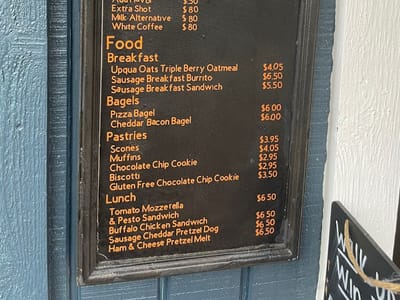 Extra Shot $ 80
Milk Alternative $ 80
White Coffee $ 80
Food
Breakfast
Upqua Oats Triple Berry Oatmeal $4.05
Sausage Breakfast Burrito $6.50
Sausage Breakfast Sandwich $5.50
Bagels
Pizza Bagel $6.00
Cheddar Bacon Bagel $6.00
Pastries
Scones $3.95
Muffins $4.05
Chocolate Chip Cookie $2.95
Biscotti $2.95
Gluten Free Chocolate Chip Cookie $3.50
Lunch
Tomato Mozzerella $6.50
& Pesto Sandwich
Buffalo Chicken Sandwich $6.50
Sausage Cheddar Pretzel Dog $6.50
Ham & Cheese Pretzel Melt $6.50